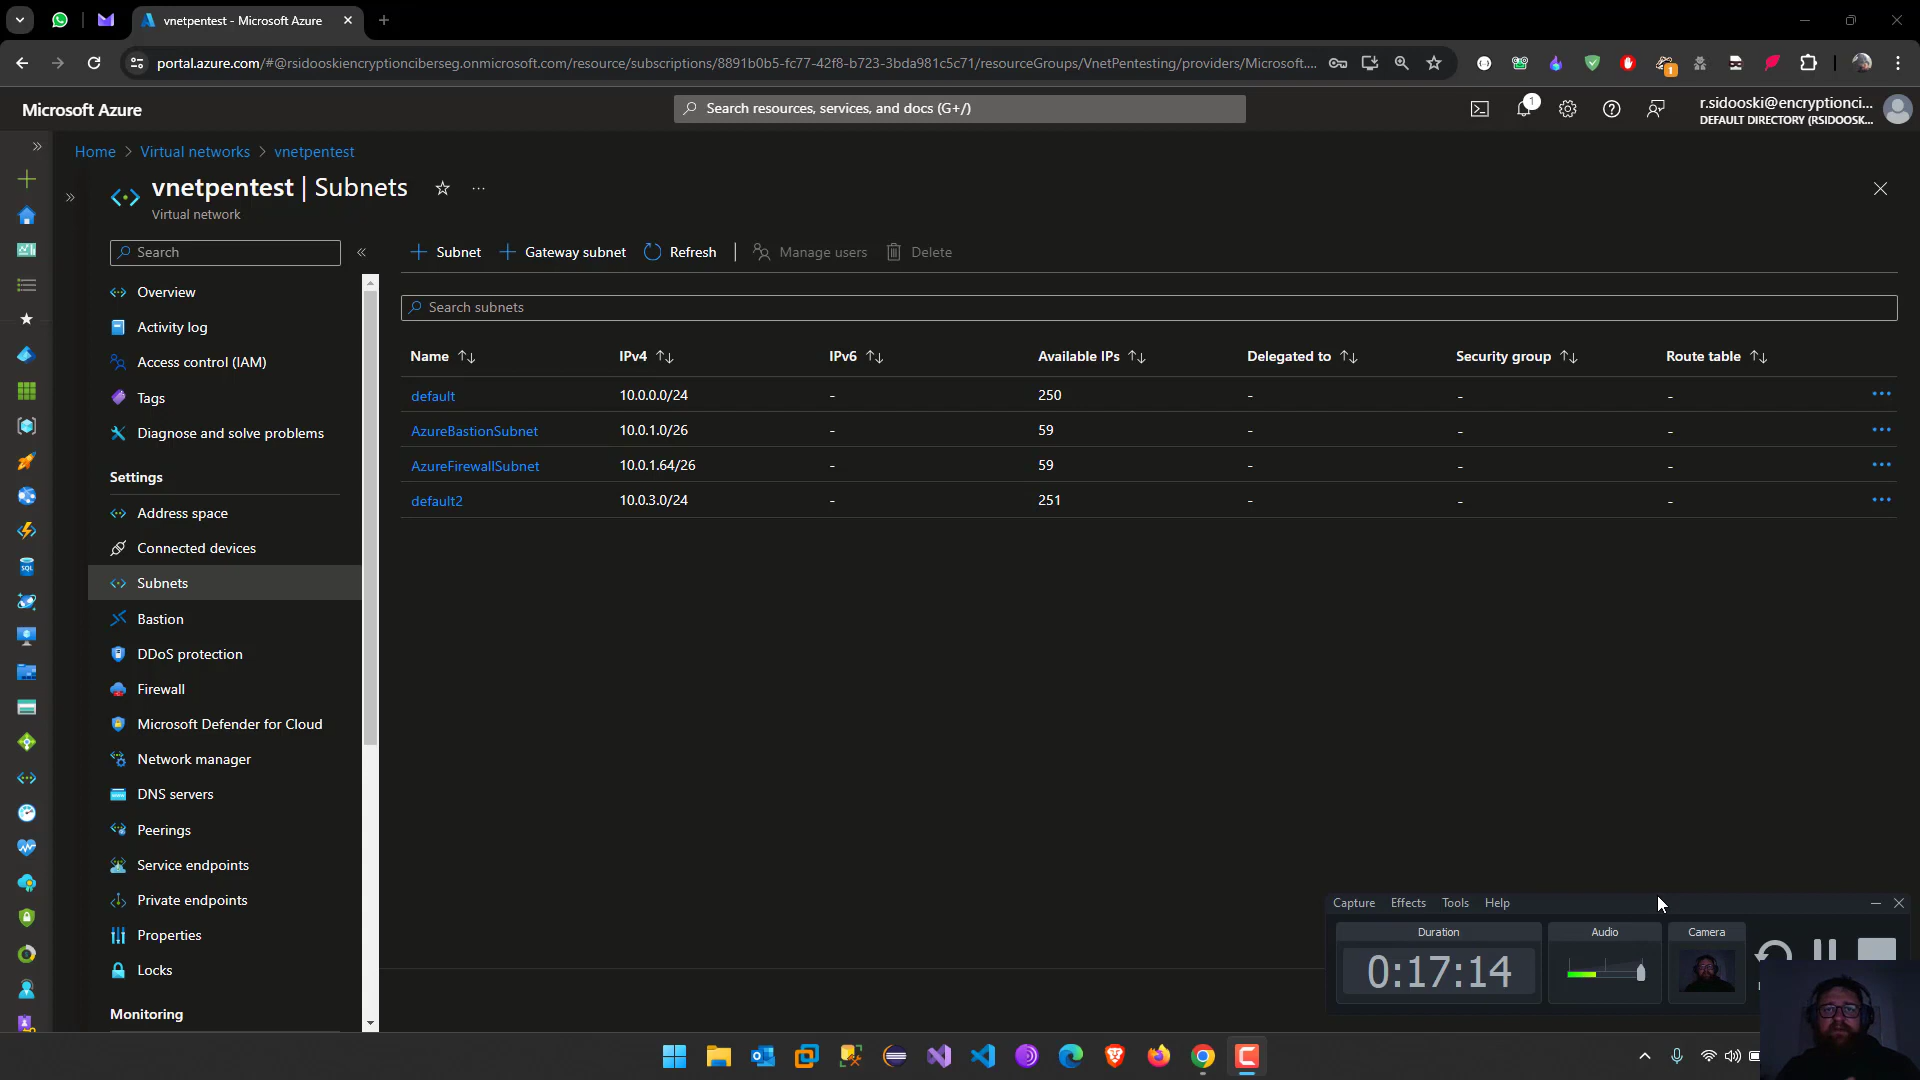 vnetpentest - Microsoft Azure
portal.azure.com/#@rsidooskiencryptionciberseg.onmicrosoft.com/resource/subscriptions/8891b0b5-fc77-42f8-b723-3bda981c5c71/resourceGroups/VnetPentesting/providers/Microsoft....
1
Microsoft Azure
Search resources, services, and docs (G+/)
1
r.sidooski@encryptionci...
DEFAULT DIRECTORY (RSIDOOSK...
Home > Virtual networks > vnetpentest
vnetpentest | Subnets
Virtual network
Search
Subnet
Gateway subnet
Refresh
Manage users
Delete
Search subnets
Name IPv4 IPv6 Available IPs Delegated to Security group Route table
default 10.0.0.0/24 - 250 - - -
AzureBastionSubnet 10.0.1.0/26 - 59 - - -
AzureFirewallSubnet 10.0.1.64/26 - 59 - - -
default2 10.0.3.0/24 - 251 - - -
Overview
Activity log
Access control (IAM)
Tags
Diagnose and solve problems
Settings
Address space
Connected devices
Subnets
Bastion
DDoS protection
Firewall
Microsoft Defender for Cloud
Network manager
DNS servers
Peerings
Service endpoints
Private endpoints
Properties
Locks
Monitoring
SQL
Capture Effects Tools Help
Duration Audio Camera
0:17:14